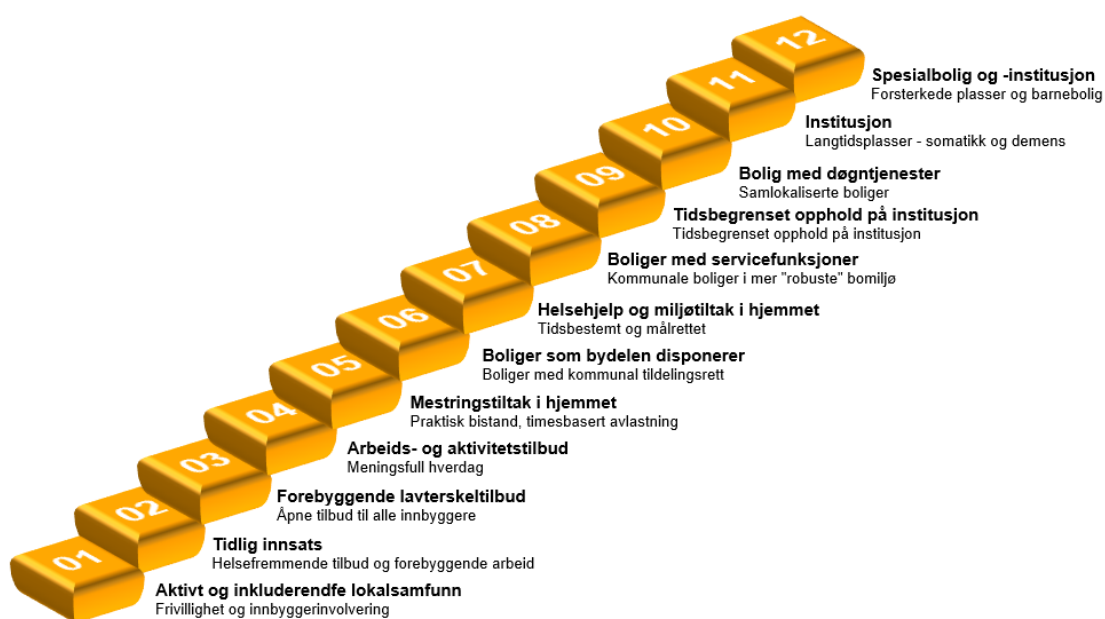 12
Spesialbolig og -institusjon
Forsterkede plasser og barnebolig
11
Institusjon
Langtidsplasser - somatikk og demens
10
Bolig med døgntjenester
Samlokaliserte boliger
09
Tidsbegrenset opphold på institusjon
Tidsbegrenset opphold på institusjon
08
Boliger med servicefunksjoner
Kommunale boliger i mer "robuste" bomiljø
07
Helsehjelp og miljøtiltak i hjemmet
Tidsbestemt og målrettet
06
Boliger som bydelen disponerer
Boliger med kommunal tildelingsrett
05
Mestringstiltak i hjemmet
Praktisk bistand, timesbasert avlastning
04
Arbeids- og aktivitetstilbud
Meningsfull hverdag
03
Forebyggende lavterskeltilbud
Åpne tilbud til alle innbyggere
02
Tidlig innsats
Helsefremmende tilbud og forebyggende arbeid
01
Aktivt og inkluderendfe lokalsamfunn
Frivillighet og innbyggerinvolvering